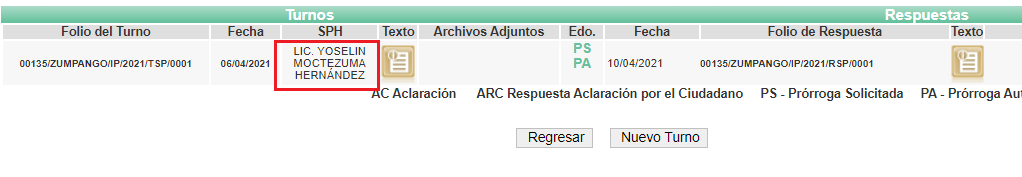 Turnos Respuestas
Folio del Turno Fecha SPH Texto Archivos Adjuntos Edo. Fecha Folio de Respuesta Texto
00135/ZUMPANGO/IP/2021/TSP/0001 06/04/2021 LIC. YOSELIN MOCTEZUMA HERNÁNDEZ PS PA 10/04/2021 00135/ZUMPANGO/IP/2021/RSP/0001
AC Aclaración ARC Respuesta Aclaración por el Ciudadano PS - Prórroga Solicitada PA - Prórroga Aut
Regresar Nuevo Turno